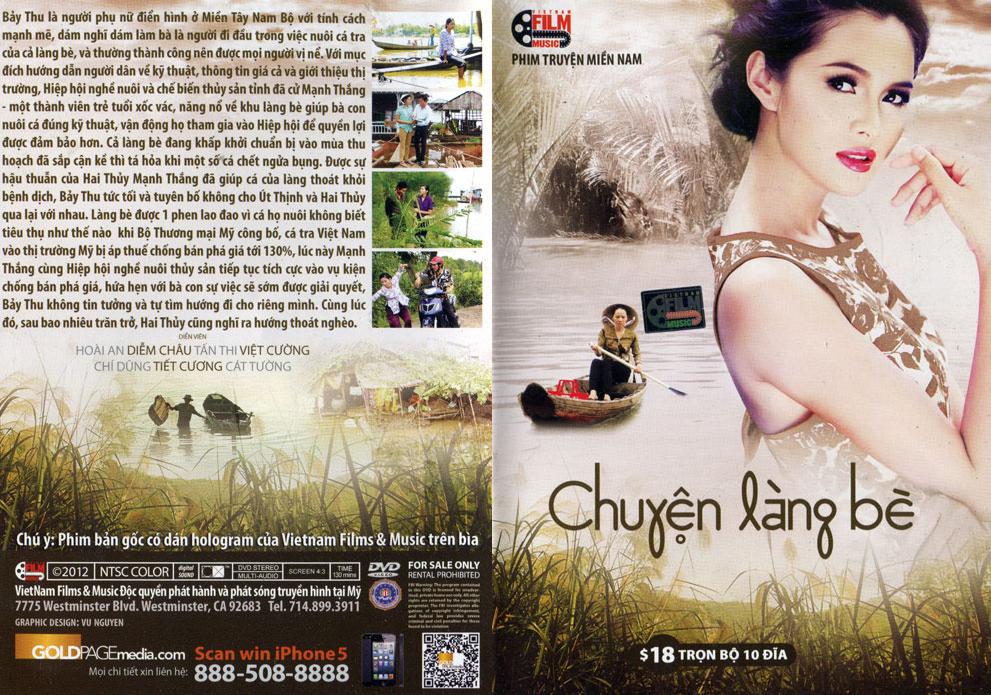 Bảy Thu là người phụ nữ điển hình ở Miền Tây Nam Bộ với tính cách
mạnh mẽ, dám nghĩ dám làm bà là người đi đầu trong việc nuôi cá tra
của cả làng bè, và thường thành công nên được mọi người vị nể. Với mục
đích hướng dẫn người dân về kỹ thuật, thông tin giá cả và giới thiệu thị
trường, Hiệp hội nghề nuôi và chế biến thủy sản tỉnh đã cử Mạnh Thắng
- một thành viên trẻ tuổi xốc vác, năng nổ về khu làng bè giúp bà con
nuôi cá đúng kỹ thuật, vận động họ tham gia vào Hiệp hội để quyền lợi
được đảm bảo hơn. Cả làng bè đang khấp khởi chuẩn bị vào mùa thu
hoạch đã sắp cận kề thì tá hỏa khi một số cá chết ngửa bụng. Được sự
hậu thuẫn của Hai Thủy Mạnh Thắng đã giúp cá của làng thoát khỏi
bệnh dịch, Bảy Thu tức tối và tuyên bố không cho Út Thịnh và Hai Thủy
qua lại với nhau. Làng bè được 1 phen lao đao vì cá họ nuôi không biết
tiêu thụ như thế nào khi Bộ Thương mại Mỹ công bố, cá tra Việt Nam
vào thị trường Mỹ bị áp thuế chống bán phá giá tới 130%, lúc này Mạnh
Thắng cùng Hiệp hội nghề nuôi thủy sản tiếp tục tích cực vào vụ kiện
chống bán phá giá, hứa hẹn với bà con sự việc sẽ sớm được giải quyết,
Bảy Thu không tin tưởng và tự tìm hướng đi cho riêng mình. Cùng lúc
đó, sau bao nhiêu trăn trở, Hai Thủy cũng nghĩ ra hướng thoát nghèo.
DIỄN VIÊN
HOÀI AN DIỄM CHÂU TẤN THI VIỆT CƯỜNG
CHÍ DŨNG TIẾT CƯƠNG CÁT TƯỜNG
Chú ý: Phim bản gốc có dán hologram của Vietnam Films & Music trên bìa
FILM
©2012
NTSC COLOR
digital SOUND
DVD STEREO
MULTI-AUDIO
SCREEN 4:3
TIME
130 mins
DVD
VIDEO
FOR SALE ONLY
RENTAL PROHIBITED
VietNam Films & Music Độc quyền phát hành và phát sóng truyền hình tại Mỹ
7775 Westminster Blvd. Westminster, CA 92683 Tel. 714.899.3911
GRAPHIC DESIGN: VU NGUYEN
GOLDPAGEmedia.com
Mọi chi tiết xin liên hệ:
Scan win iPhone 5
888-508-8888
VIETNAM
FILM
MUSIC
PHIM TRUYỆN MIỀN NAM
VIETNAM
FILM
MUSIC
Chuyện làng bè
$18 TRỌN BỘ 10 ĐĨA